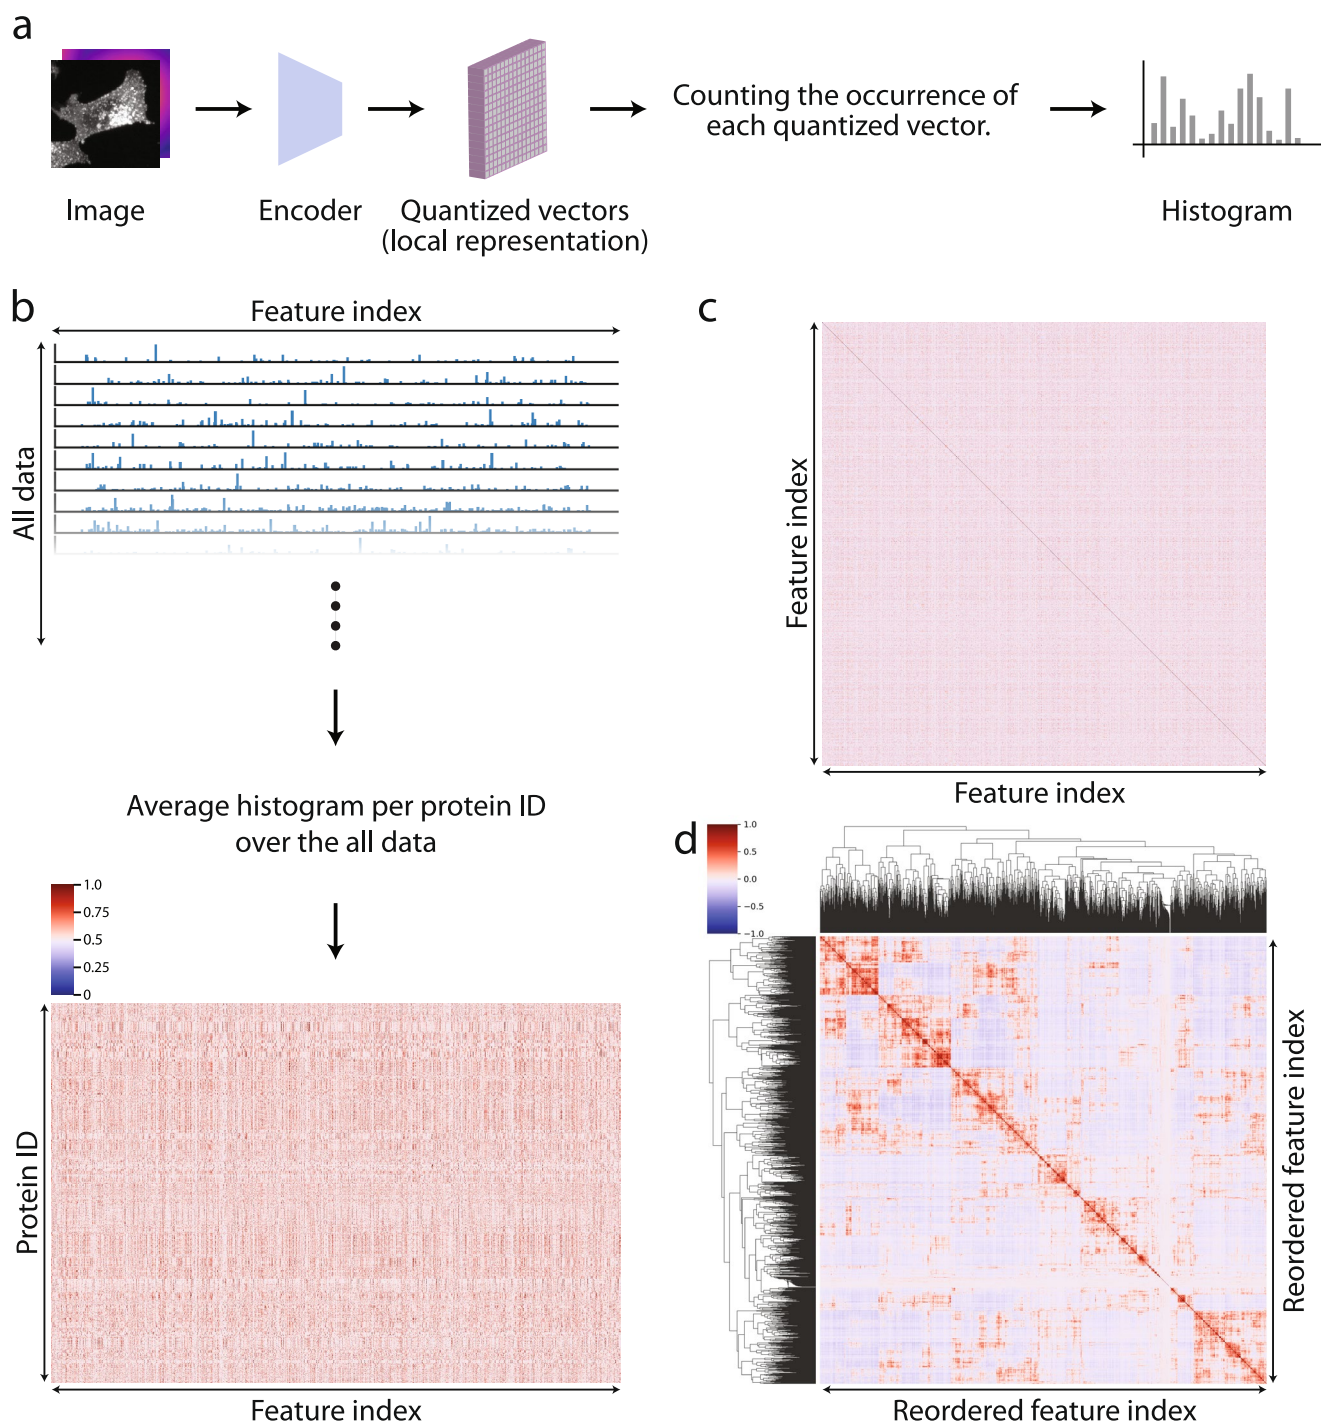 a
Image
Encoder
Quantized vectors
(local representation)
Counting the occurrence of
each quantized vector.
Histogram
b
Feature index
All data
Average histogram per protein ID
over the all data
1.0
0.75
0.5
0.25
0
Protein ID
Feature index
c
Feature index
Feature index
d
1.0
0.5
0.0
−0.5
−1.0
Reordered feature index
Reordered feature index